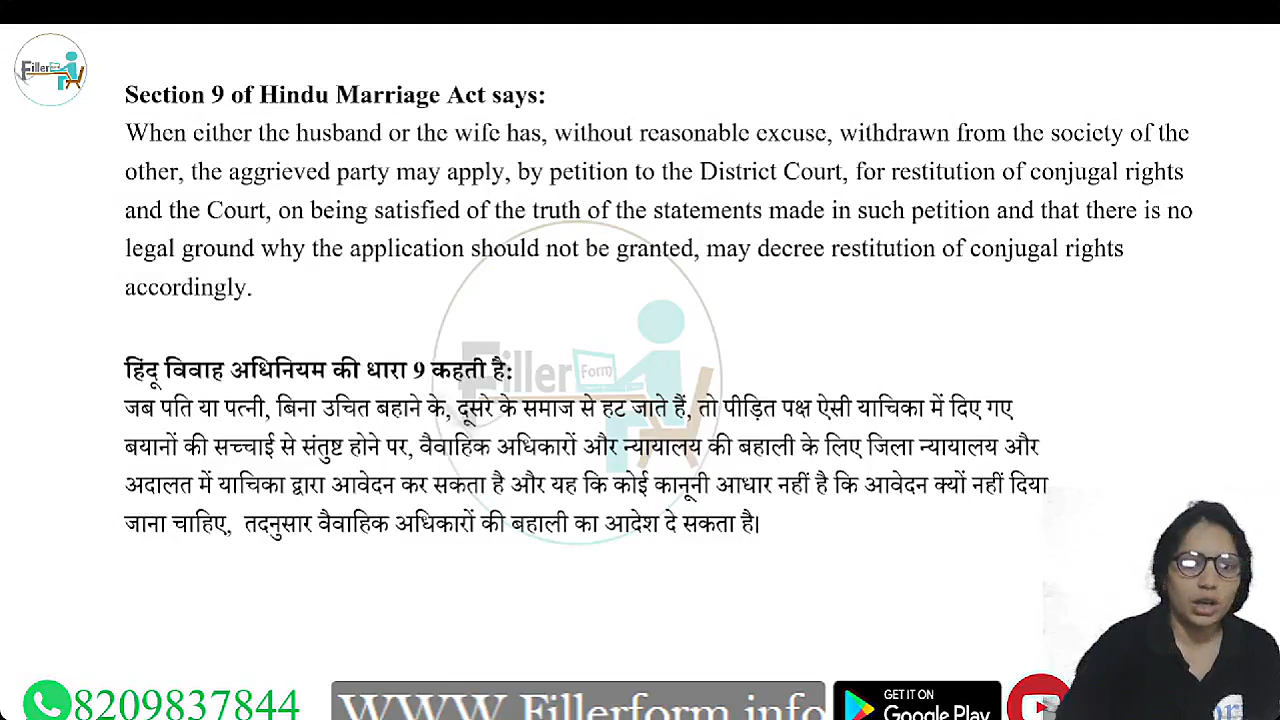 Filler
Section 9 of Hindu Marriage Act says:
When either the husband or the wife has, without reasonable excuse, withdrawn from the society of the
other, the aggrieved party may apply, by petition to the District Court, for restitution of conjugal rights
and the Court, on being satisfied of the truth of the statements made in such petition and that there is no
legal ground why the application should not be granted, may decree restitution of conjugal rights
accordingly.
Filler Form
हिंदू विवाह अधिनियम की धारा 9 कहती है:
जब पति या पत्नी, बिना उचित बहाने के, दूसरे के समाज से हट जाते हैं, तो पीड़ित पक्ष ऐसी याचिका में दिए गए
बयानों की सच्चाई से संतुष्ट होने पर, वैवाहिक अधिकारों और न्यायालय की बहाली के लिए जिला न्यायालय और
अदालत में याचिका द्वारा आवेदन कर सकता है और यह कि कोई कानूनी आधार नहीं है कि आवेदन क्यों नहीं दिया
जाना चाहिए, तदनुसार वैवाहिक अधिकारों की बहाली का आदेश दे सकता है।
8209837844
WWW.Fillerform.info
GET IT ON
Google Play